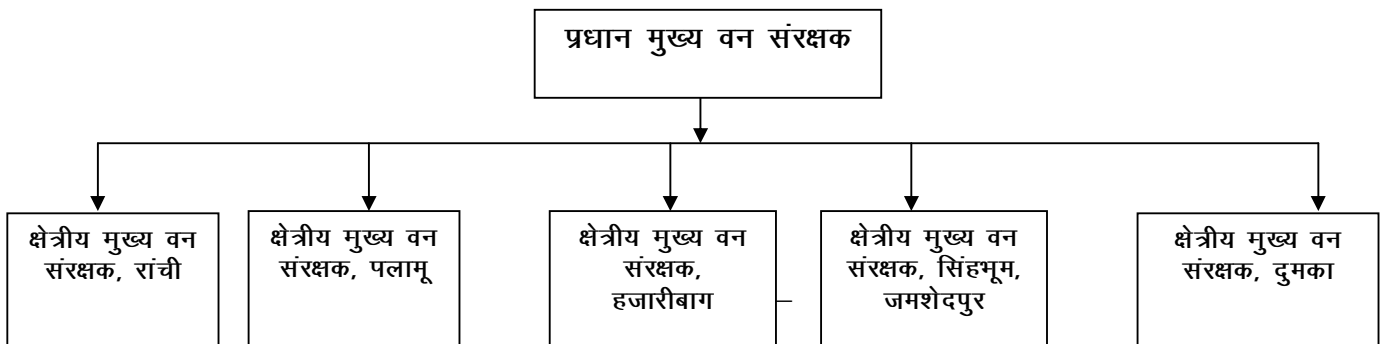 प्रधान मुख्य वन संरक्षक
क्षेत्रीय मुख्य वन
संरक्षक, रांची
क्षेत्रीय मुख्य वन
संरक्षक, पलामू
क्षेत्रीय मुख्य वन
संरक्षक,
हजारीबाग
क्षेत्रीय मुख्य वन
संरक्षक, सिंहभूम,
जमशेदपुर
क्षेत्रीय मुख्य वन
संरक्षक, दुमका